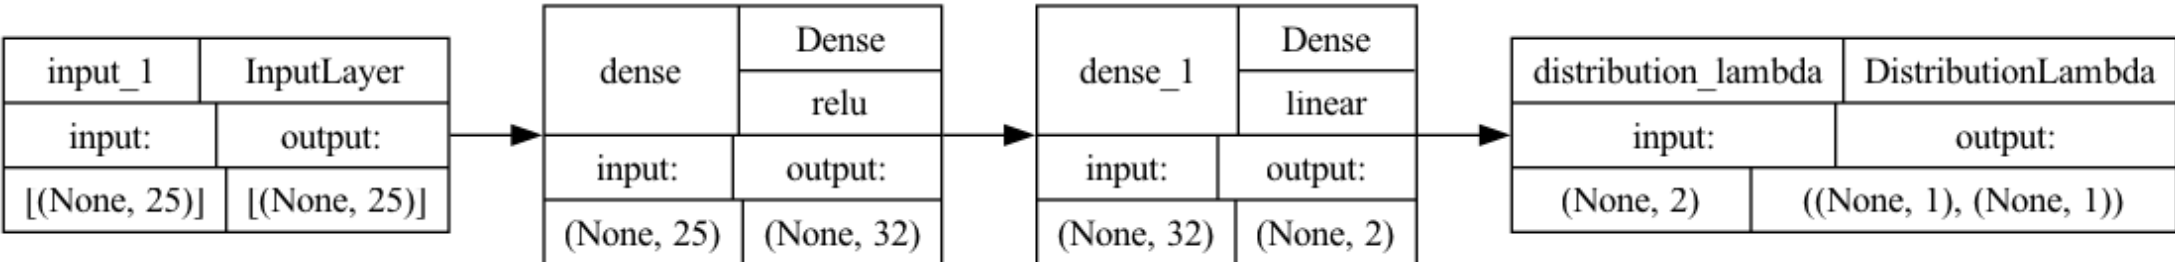 input_1 InputLayer
input: output:
[(None, 25)] [(None, 25)]
dense Dense
relu
input: output:
(None, 25) (None, 32)
dense_1 Dense
linear
input: output:
(None, 32) (None, 2)
distribution_lambda DistributionLambda
input: output:
(None, 2) ((None, 1), (None, 1))